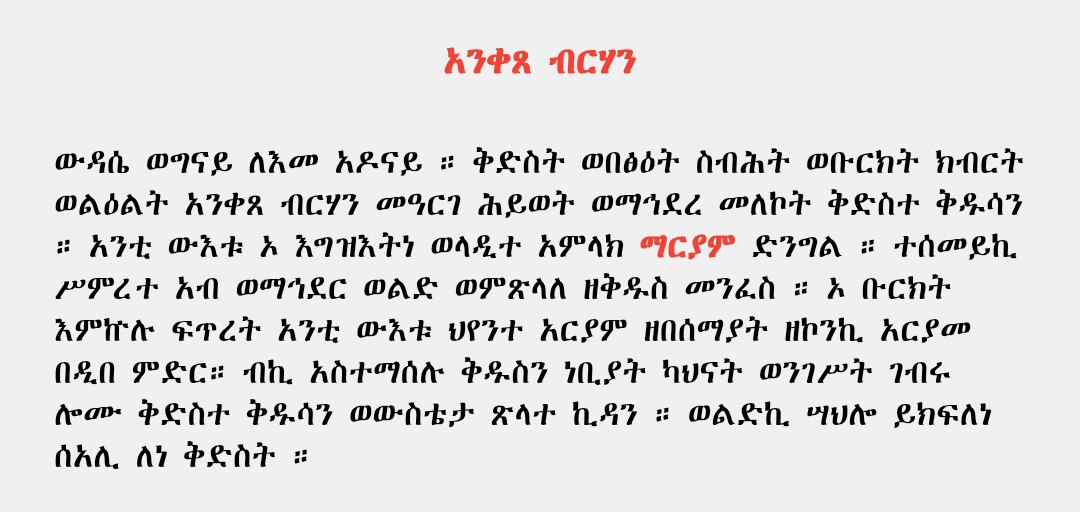 አንቀጸ ብርሃን
ውዳሴ ወግናይ ለእመ አዶናይ ። ቅድስት ወበፅዕት ስብሕት ወቡርክት ክብርት
ወልዕልት አንቀጸ ብርሃን መዓርገ ሕይወት ወማኅደረ መለኮት ቅድስተ ቅዱሳን
። አንቲ ውእቱ ኦ እግዝእትነ ወላዲተ አምላክ ማርያም ድንግል ። ተሰመይኪ
ሥምረተ አብ ወማኅደር ወልድ ወምጽላለ ዘቅዱስ መንፈስ ። ኦ ቡርክት
እምኵሉ ፍጥረት አንቲ ውእቱ ህየንተ አርያም ዘበሰማያት ዘኮንኪ አርያመ
በዲበ ምድር። ብኪ አስተማሰሉ ቅዱስን ነቢያት ካህናት ወንገሥት ገብሩ
ሎሙ ቅድስተ ቅዱሳን ወውስቴታ ጽላተ ኪዳን ። ወልድኪ ሣህሎ ይክፍለነ
ሰአሊ ለነ ቅድስት ።